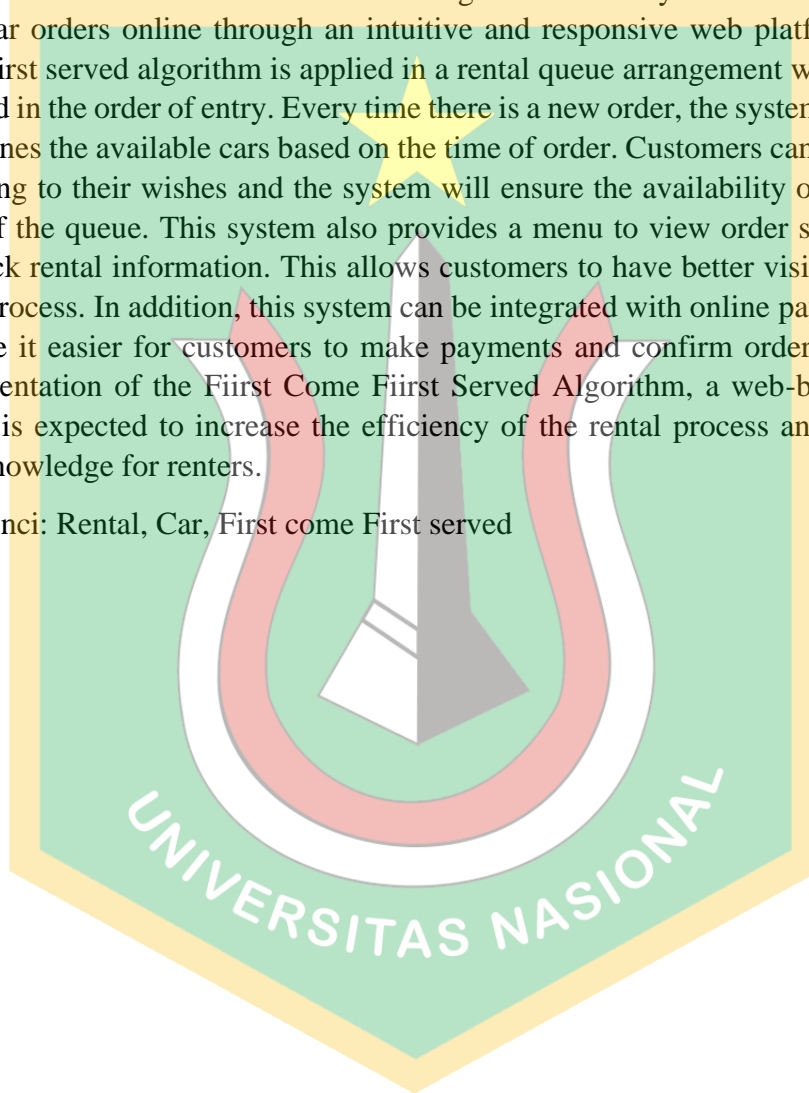 ar orders online through an intuitive and responsive web platf
irst served algorithm is applied in a rental queue arrangement w
d in the order of entry. Every time there is a new order, the system
nes the available cars based on the time of order. Customers can
ng to their wishes and the system will ensure the availability o
f the queue. This system also provides a menu to view order s
ck rental information. This allows customers to have better visi
rocess. In addition, this system can be integrated with online pa
e it easier for customers to make payments and confirm order
entation of the Fiirst Come Fiirst Served Algorithm, a web-b
is expected to increase the efficiency of the rental process an
nowledge for renters.
nci: Rental, Car, First come First served
UNIVERSITAS NASIONAL